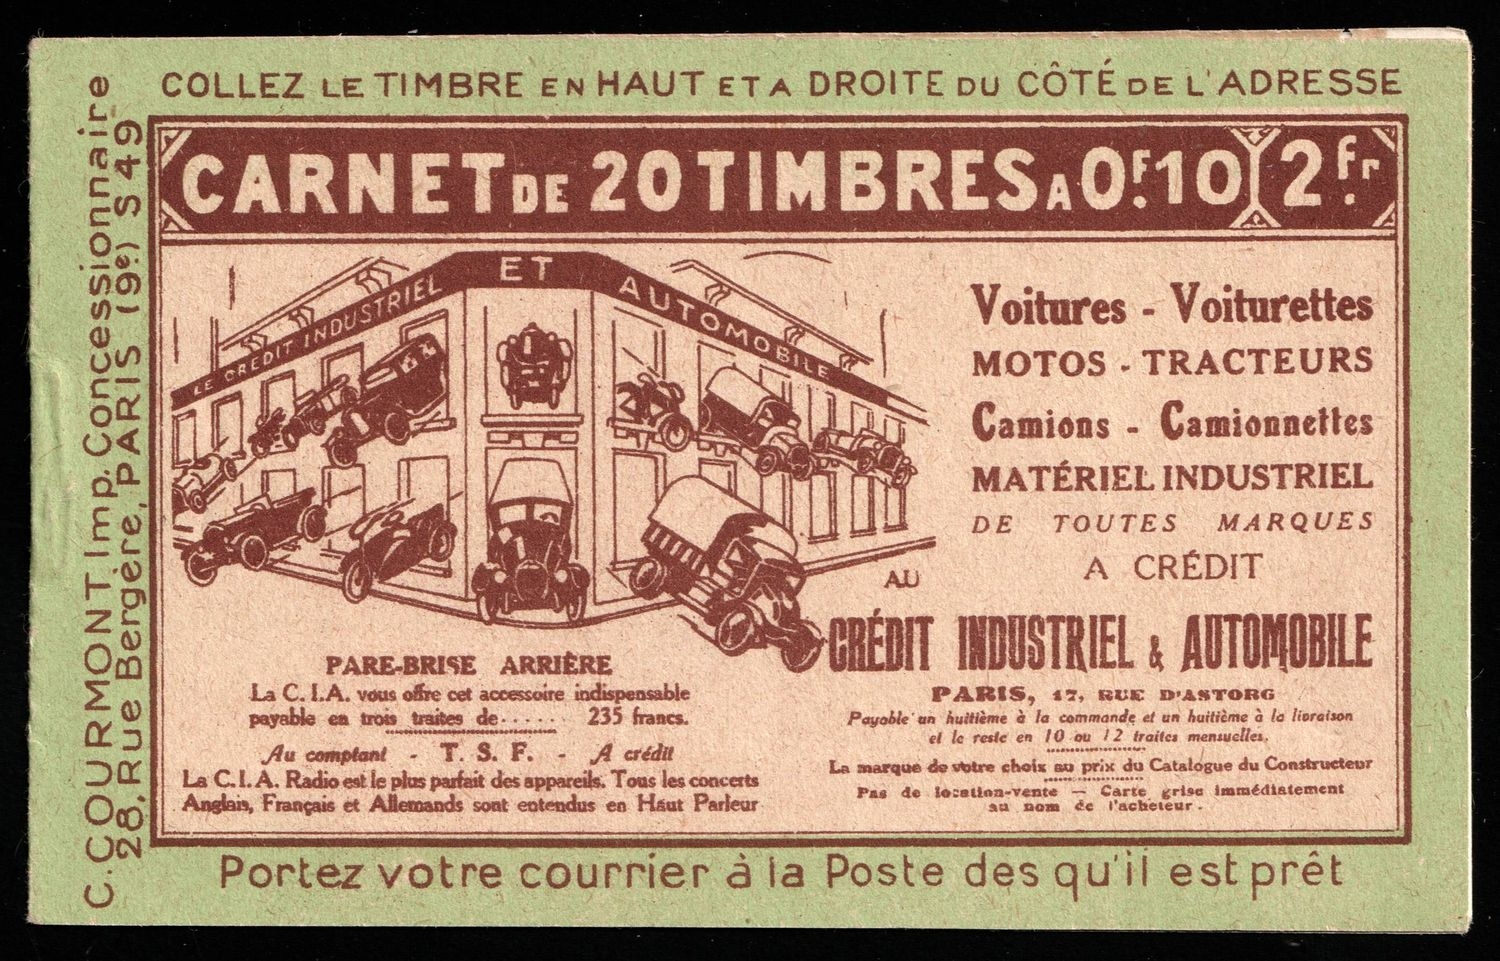 COLLEZ LE TIMBRE EN HAUT ET A DROITE DU CÔTÉ DE L'ADRESSE
C. COURMONT, Imp. Concessionnaire
28, Rue Bergère, PARIS (9e) S 49
CARNET DE 20 TIMBRES A 0F.10 2fr.
LE CREDIT INDUSTRIEL ET AUTOMOBILE
Voitures - Voiturettes
MOTOS - TRACTEURS
Camions - Camionnettes
MATÉRIEL INDUSTRIEL
DE TOUTES MARQUES
A CRÉDIT
AU
CRÉDIT INDUSTRIEL & AUTOMOBILE
PARIS, 17, RUE D'ASTORG
Payable un huitième à la commande et un huitième à la livraison
et le reste en 10 ou 12 traites mensuelles.
La marque de votre choix au prix du Catalogue du Constructeur
Pas de location-vente — Carte grise immédiatement
au nom de l'acheteur.
PARE-BRISE ARRIÈRE
La C.I.A. vous offre cet accessoire indispensable
payable en trois traites de ...... 235 francs.
Au comptant - T. S. F. - A crédit
La C.I.A. Radio est le plus parfait des appareils. Tous les concerts
Anglais, Français et Allemands sont entendus en Haut Parleur
Portez votre courrier à la Poste des qu'il est prêt